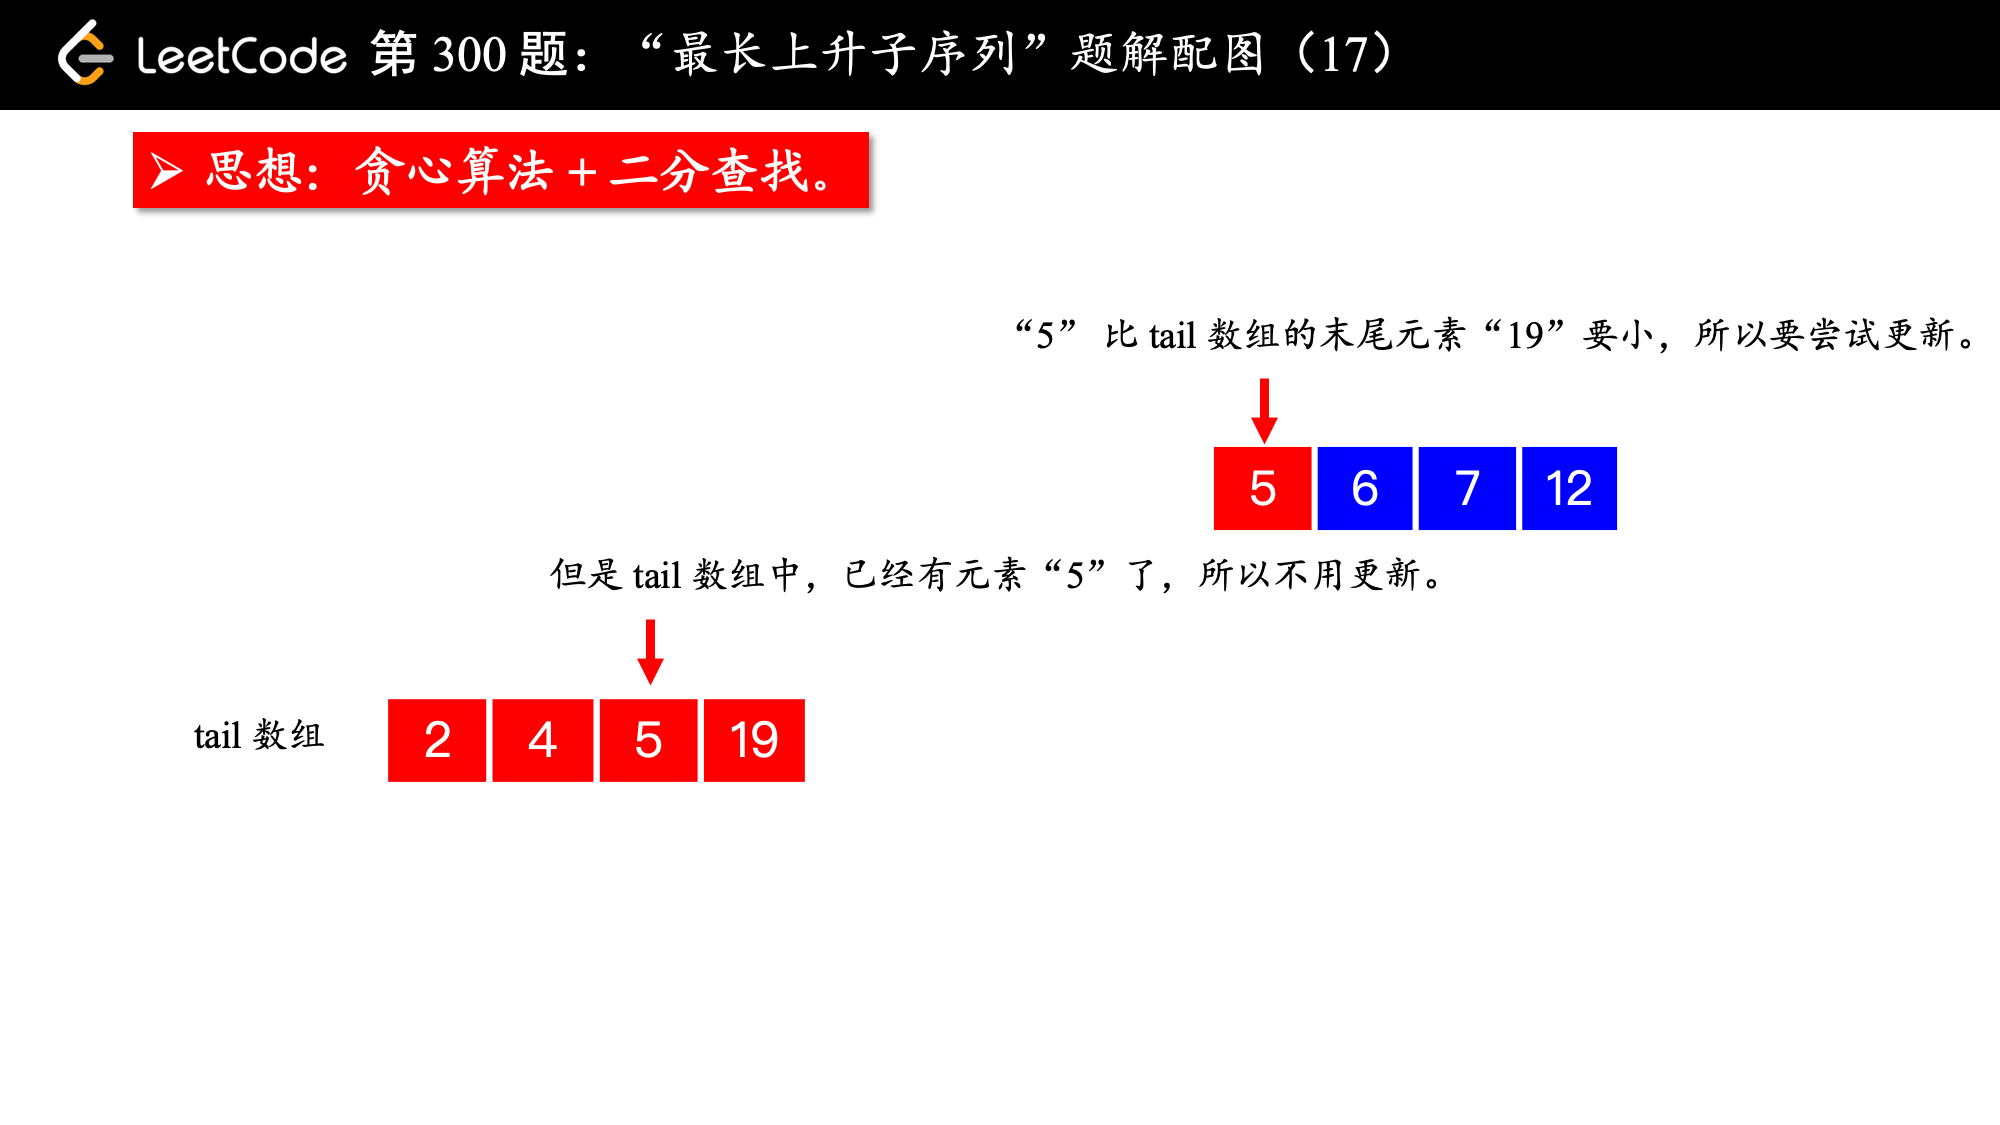 LeetCode 第 300 题：“最长上升子序列”题解配图（17）
➢ 思想：贪心算法 + 二分查找。
“5” 比 tail 数组的末尾元素“19”要小，所以要尝试更新。
5 6 7 12
但是 tail 数组中，已经有元素“5”了，所以不用更新。
tail 数组 2 4 5 19